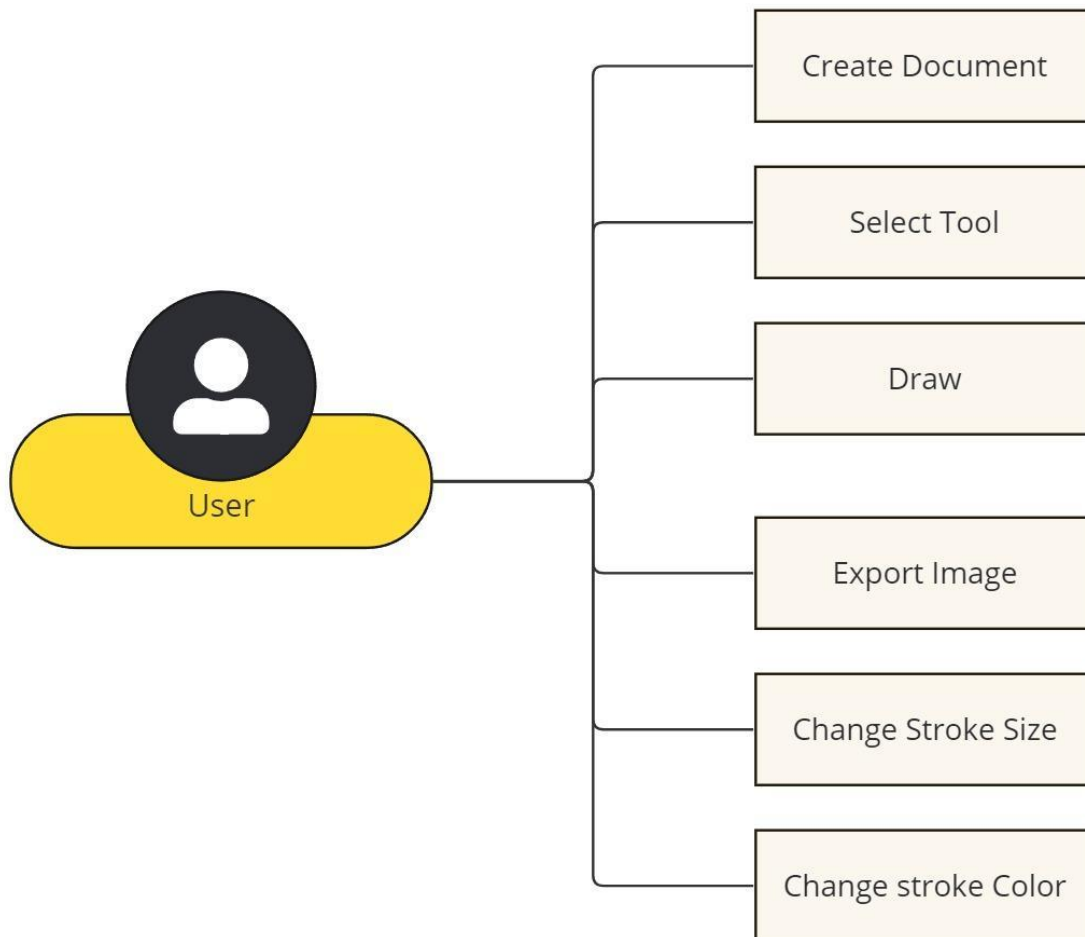 Create Document
Select Tool
Draw
User
Export Image
Change Stroke Size
Change stroke Color